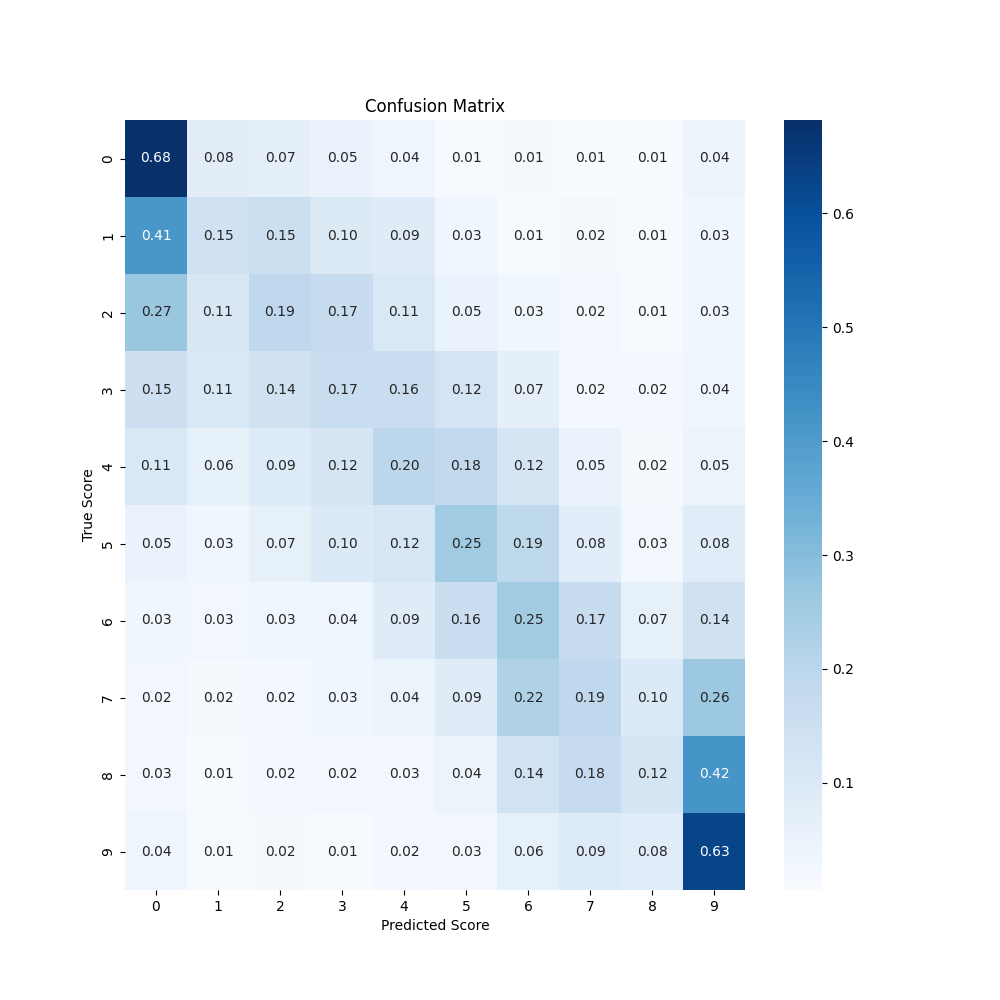 Confusion Matrix
0 0.68 0.08 0.07 0.05 0.04 0.01 0.01 0.01 0.01 0.04
1 0.41 0.15 0.15 0.10 0.09 0.03 0.01 0.02 0.01 0.03
2 0.27 0.11 0.19 0.17 0.11 0.05 0.03 0.02 0.01 0.03
3 0.15 0.11 0.14 0.17 0.16 0.12 0.07 0.02 0.02 0.04
4 0.11 0.06 0.09 0.12 0.20 0.18 0.12 0.05 0.02 0.05
5 0.05 0.03 0.07 0.10 0.12 0.25 0.19 0.08 0.03 0.08
6 0.03 0.03 0.03 0.04 0.09 0.16 0.25 0.17 0.07 0.14
7 0.02 0.02 0.02 0.03 0.04 0.09 0.22 0.19 0.10 0.26
8 0.03 0.01 0.02 0.02 0.03 0.04 0.14 0.18 0.12 0.42
9 0.04 0.01 0.02 0.01 0.02 0.03 0.06 0.09 0.08 0.63
0 1 2 3 4 5 6 7 8 9
Predicted Score
True Score
0.6
0.5
0.4
0.3
0.2
0.1